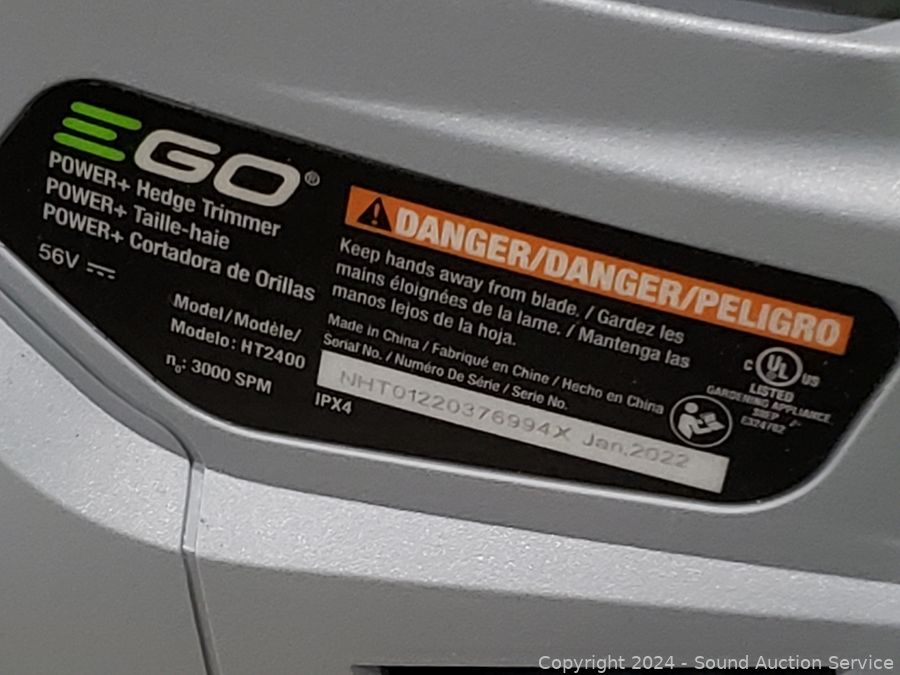 EGO®
POWER+ Hedge Trimmer
POWER+ Taille-haie
POWER+ Cortadora de Orillas
56V
Model/Modèle/
Modelo: HT2400
n₀: 3000 SPM
DANGER/DANGER/PELIGRO
Keep hands away from blade. / Gardez les
mains éloignées de la lame. / Mantenga las
manos lejos de la hoja.
Made in China / Fabriqué en Chine / Hecho en China
Serial No. / Numéro De Série / Serie No.
NHT01220376994X Jan,2022
IPX4
C UL US
LISTED
GARDENING APPLIANCE
Copyright © 2024 - Sound Auction Service